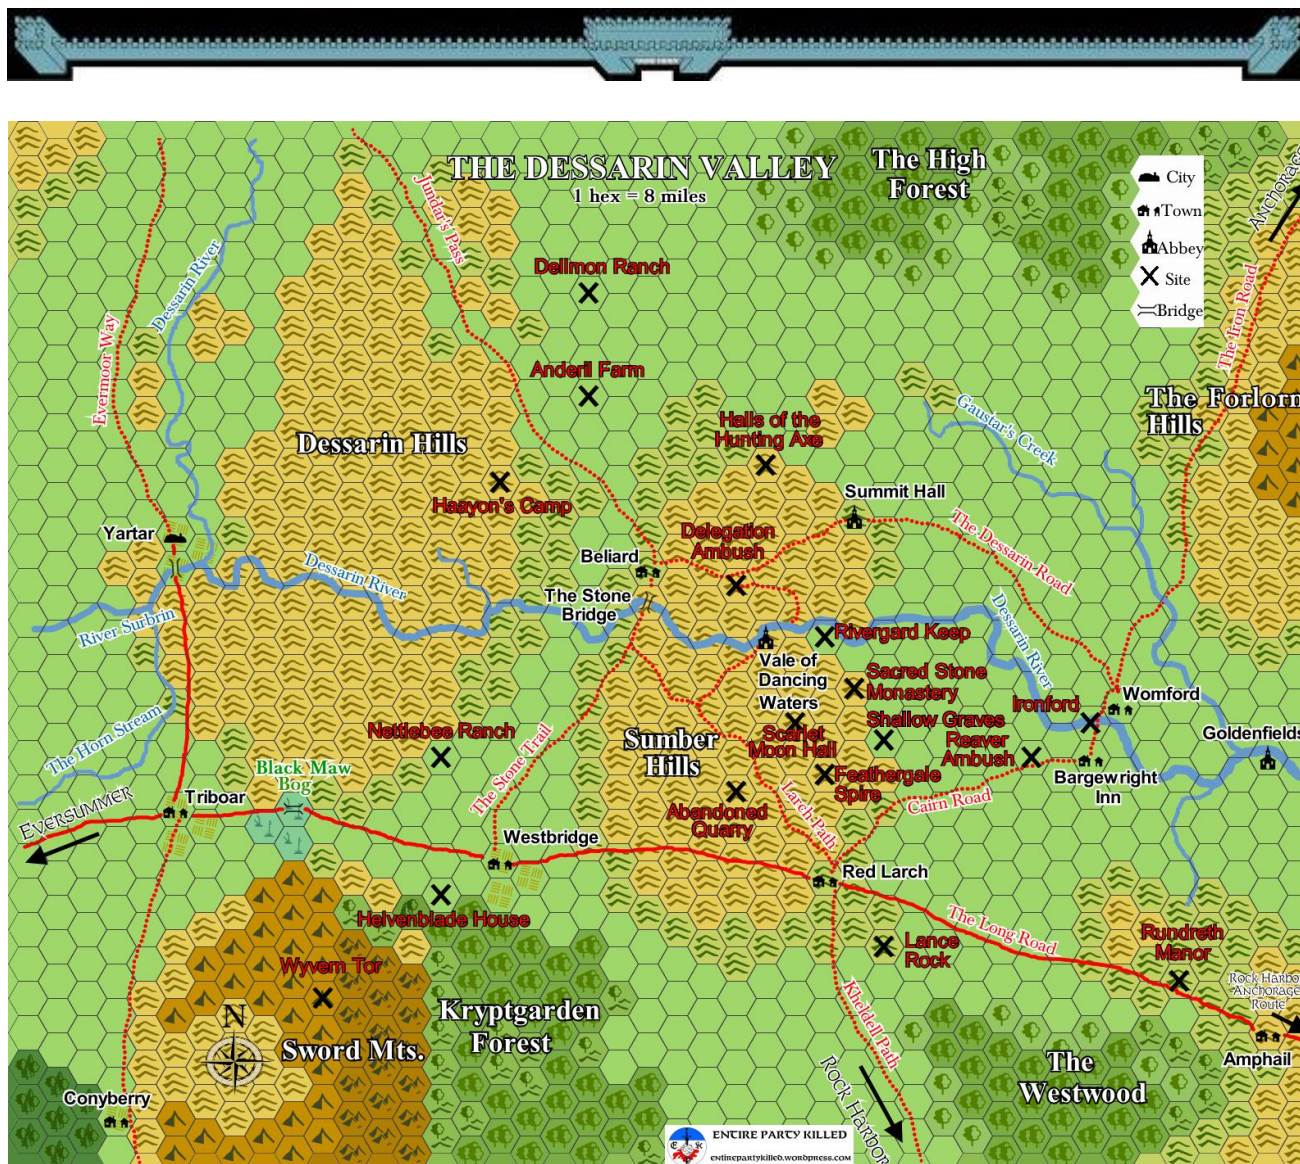 THE DESSARIN VALLEY
1 hex = 8 miles
The High
Forest
City
Town
Abbey
Site
Bridge
The Iron Road
Jundar's Pass
Dessarin River
Evermoor Way
Dellmon Ranch
Anderil Farm
The Forlorn
Hills
Gaustar's Creek
Halls of the
Hunting Axe
Dessarin Hills
Haayon's Camp
Summit Hall
The Dessarin Road
Delegation
Ambush
Yartar
Beliard
Dessarin River
The Stone
Bridge
River Surbrin
Dessarin River
Rivergard Keep
Vale of
Dancing
Waters
Sacred Stone
Monastery
Womford
Ironford
Shallow Graves
Scarlet
Moon Hall
Reaver
Ambush
Goldenfields
The Horn Stream
Nettlebee Ranch
Sumber
Hills
Black Maw
Bog
The Stone Trail
Feathergale
Spire
Bargewright
Inn
Cairn Road
Triboar
EVERSUMMER
Abandoned
Quarry
Larch Path
Westbridge
Red Larch
The Long Road
Helvenblade House
Lance
Rock
Rundreth
Manor
Wyvern Tor
Rock Harbo
Anchorage
Route
N
Kryptgarden
Forest
Sword Mts.
Kheldell Path
Rock Harbor
The
Westwood
Amphail
Conyberry
E K
ENTIRE PARTY KILLED
entirepartykilled.wordpress.com